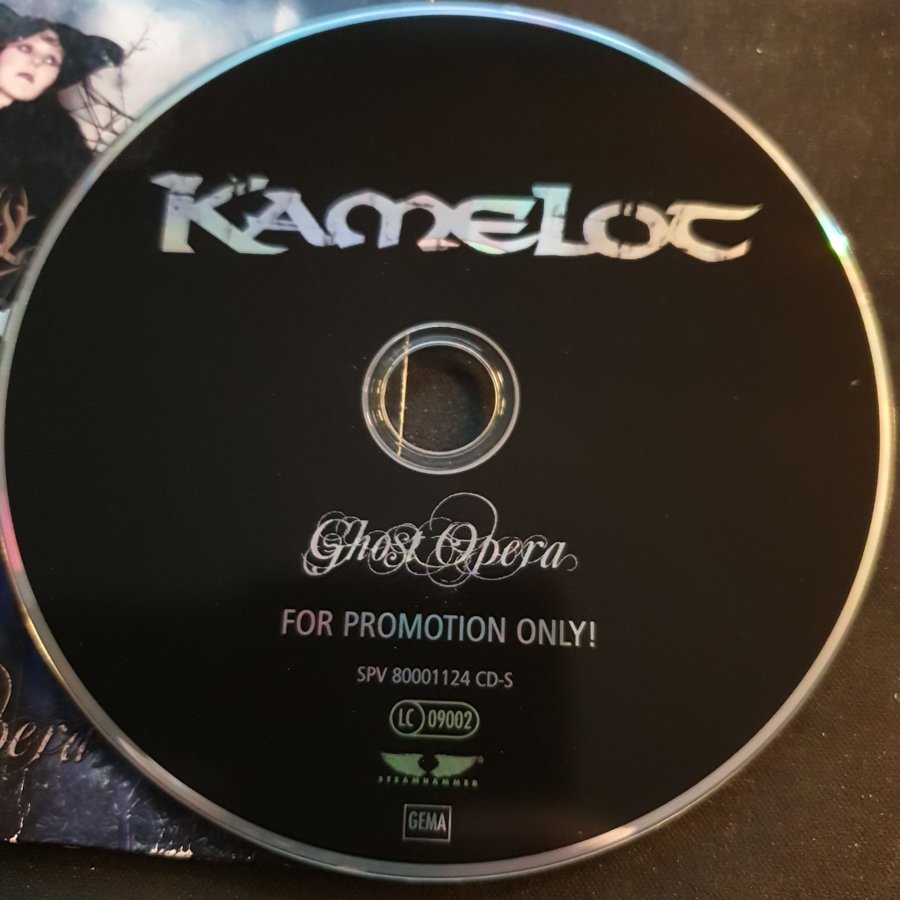 KAMELOT
Ghost Opera
FOR PROMOTION ONLY!
SPV 80001124 CD-S
LC 09002
STEAMHAMMER
GEMA